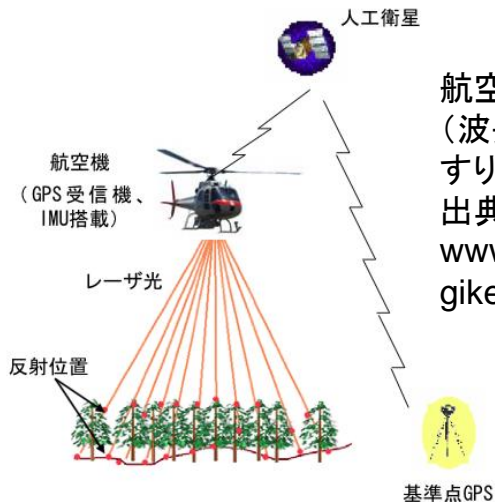 人工衛星
航空機
(GPS受信機、
IMU搭載)
レーザ光
反射位置
基準点GPS
航空
(波
すり
出典
www
gike